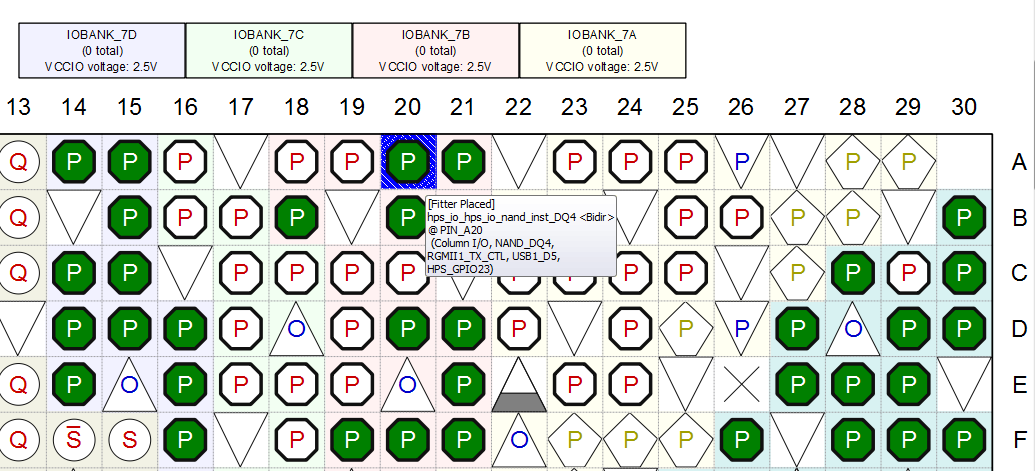 IOBANK_7D
(0 total)
VCCIO voltage: 2.5V
IOBANK_7C
(0 total)
VCCIO voltage: 2.5V
IOBANK_7B
(0 total)
VCCIO voltage: 2.5V
IOBANK_7A
(0 total)
VCCIO voltage: 2.5V
13 14 15 16 17 18 19 20 21 22 23 24 25 26 27 28 29 30
Q P P P P P P P P P P P P P A
Q P P P P P P P P P P B
[Fitter Placed]
hps_io_hps_io_nand_inst_DQ4 <Bidir>
@ PIN_A20
(Column I/O, NAND_DQ4,
RGMII1_TX_CTL, USB1_D5,
HPS_GPIO23)
Q P P P P P P P P P P P P P P C
P P P P O P P P P P P P P O P P D
Q P O P P P P O P P P P P P E
Q S̅ S P P P P P O P P P P P P P F